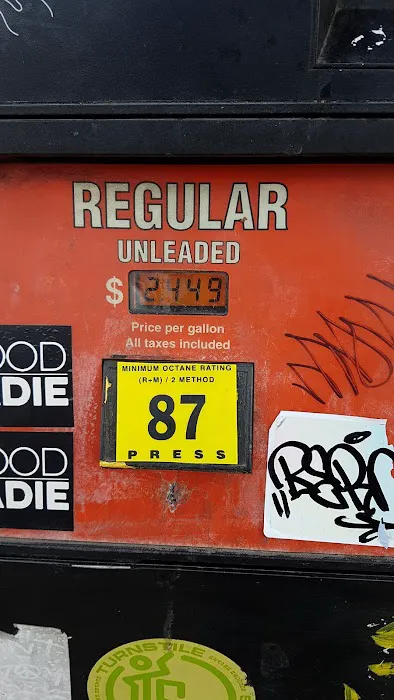 REGULAR
UNLEADED
$ 2449
Price per gallon
All taxes included
MINIMUM OCTANE RATING
(R+M) / 2 METHOD
87
PRESS
OOD
ADIE
OOD
ADIE
TURNSTILE